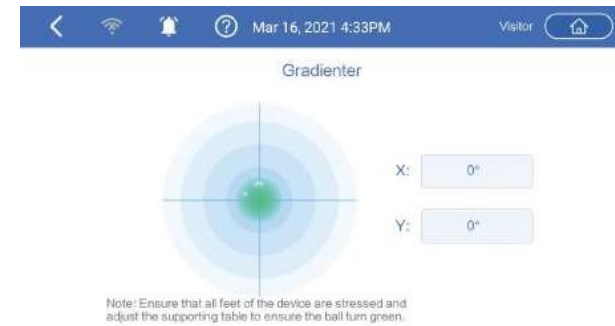 Mar 16, 2021 4:33PM
Visitor
Gradienter
X: 0°
Y: 0°
Note: Ensure that all feet of the device are stressed and
adjust the supporting table to ensure the ball turn green.